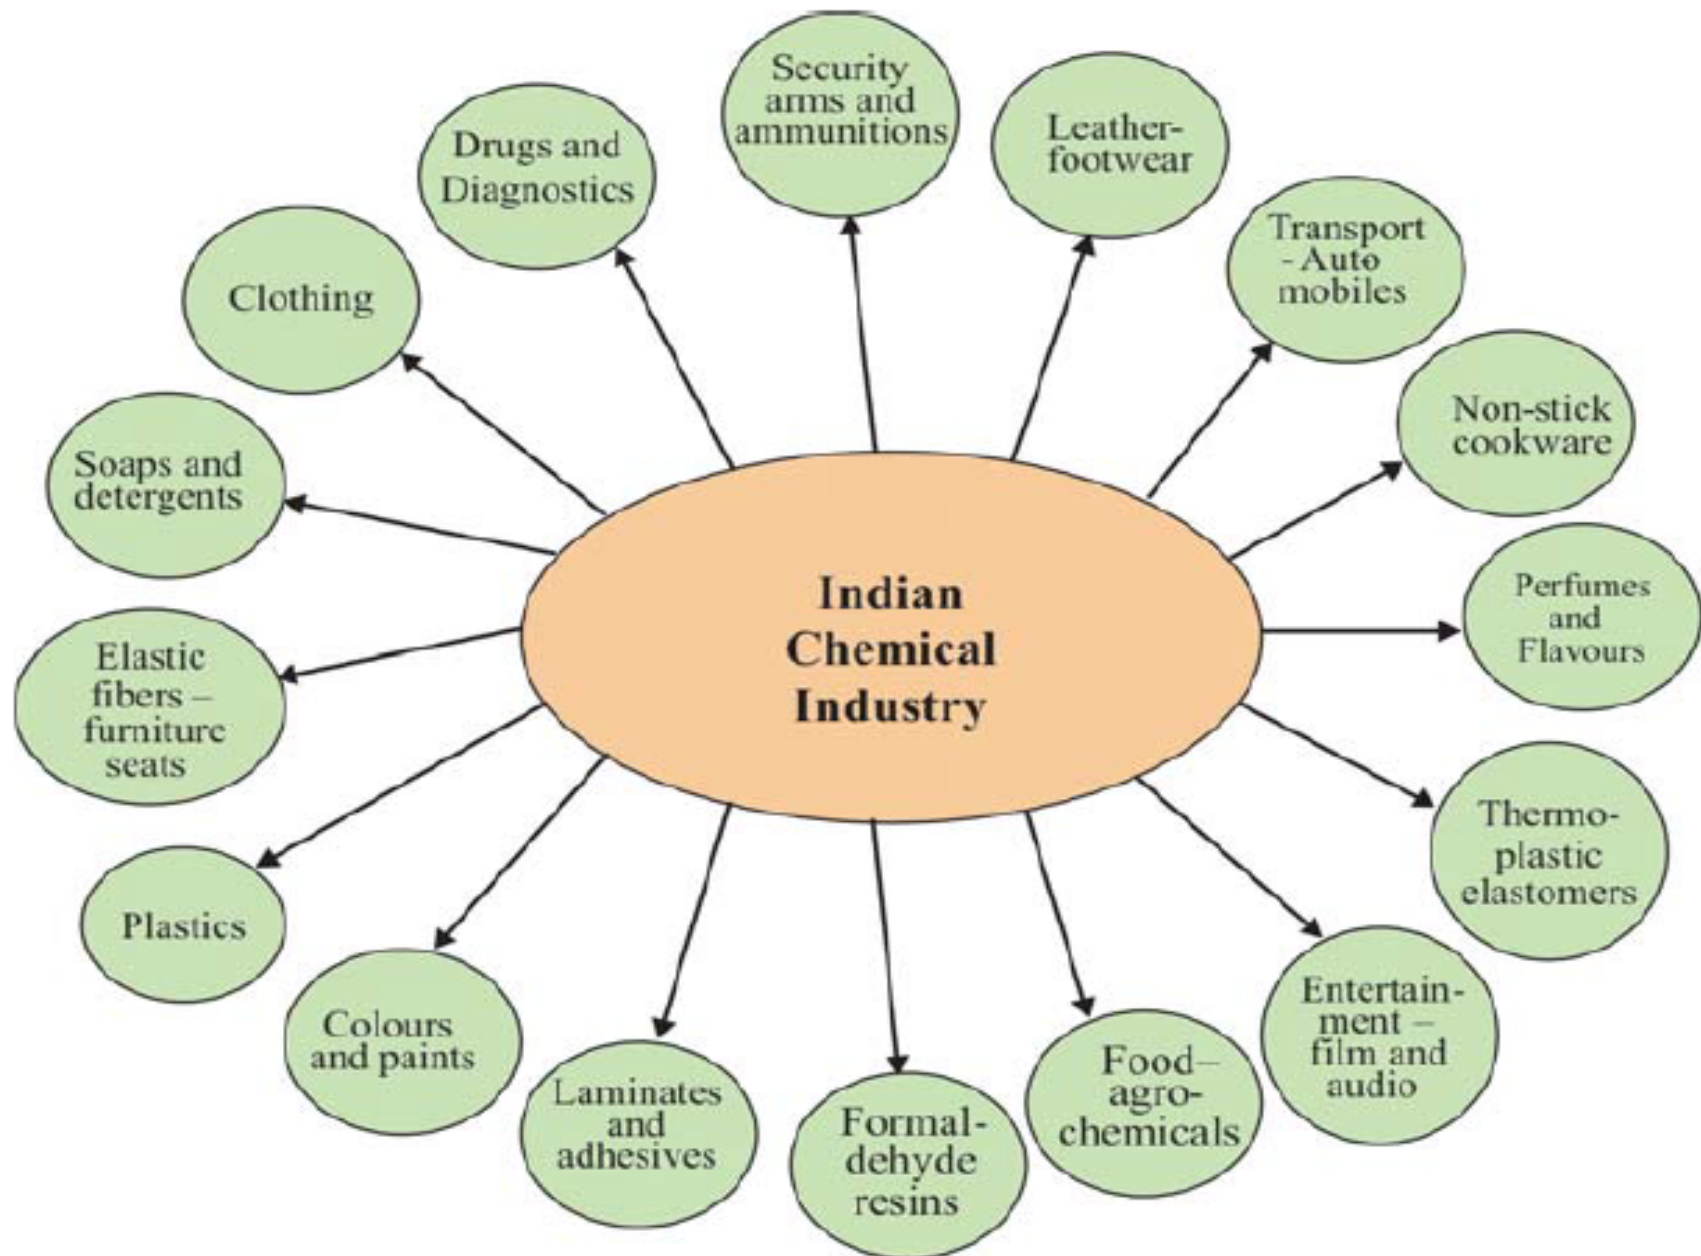 Security
arms and
ammunitions
Leather-
footwear
Transport
- Auto
mobiles
Non-stick
cookware
Perfumes
and
Flavours
Thermo-
plastic
elastomers
Entertain-
ment –
film and
audio
Food–
agro-
chemicals
Formal-
dehyde
resins
Laminates
and
adhesives
Colours
and paints
Plastics
Elastic
fibers –
furniture
seats
Soaps and
detergents
Clothing
Drugs and
Diagnostics
Indian
Chemical
Industry